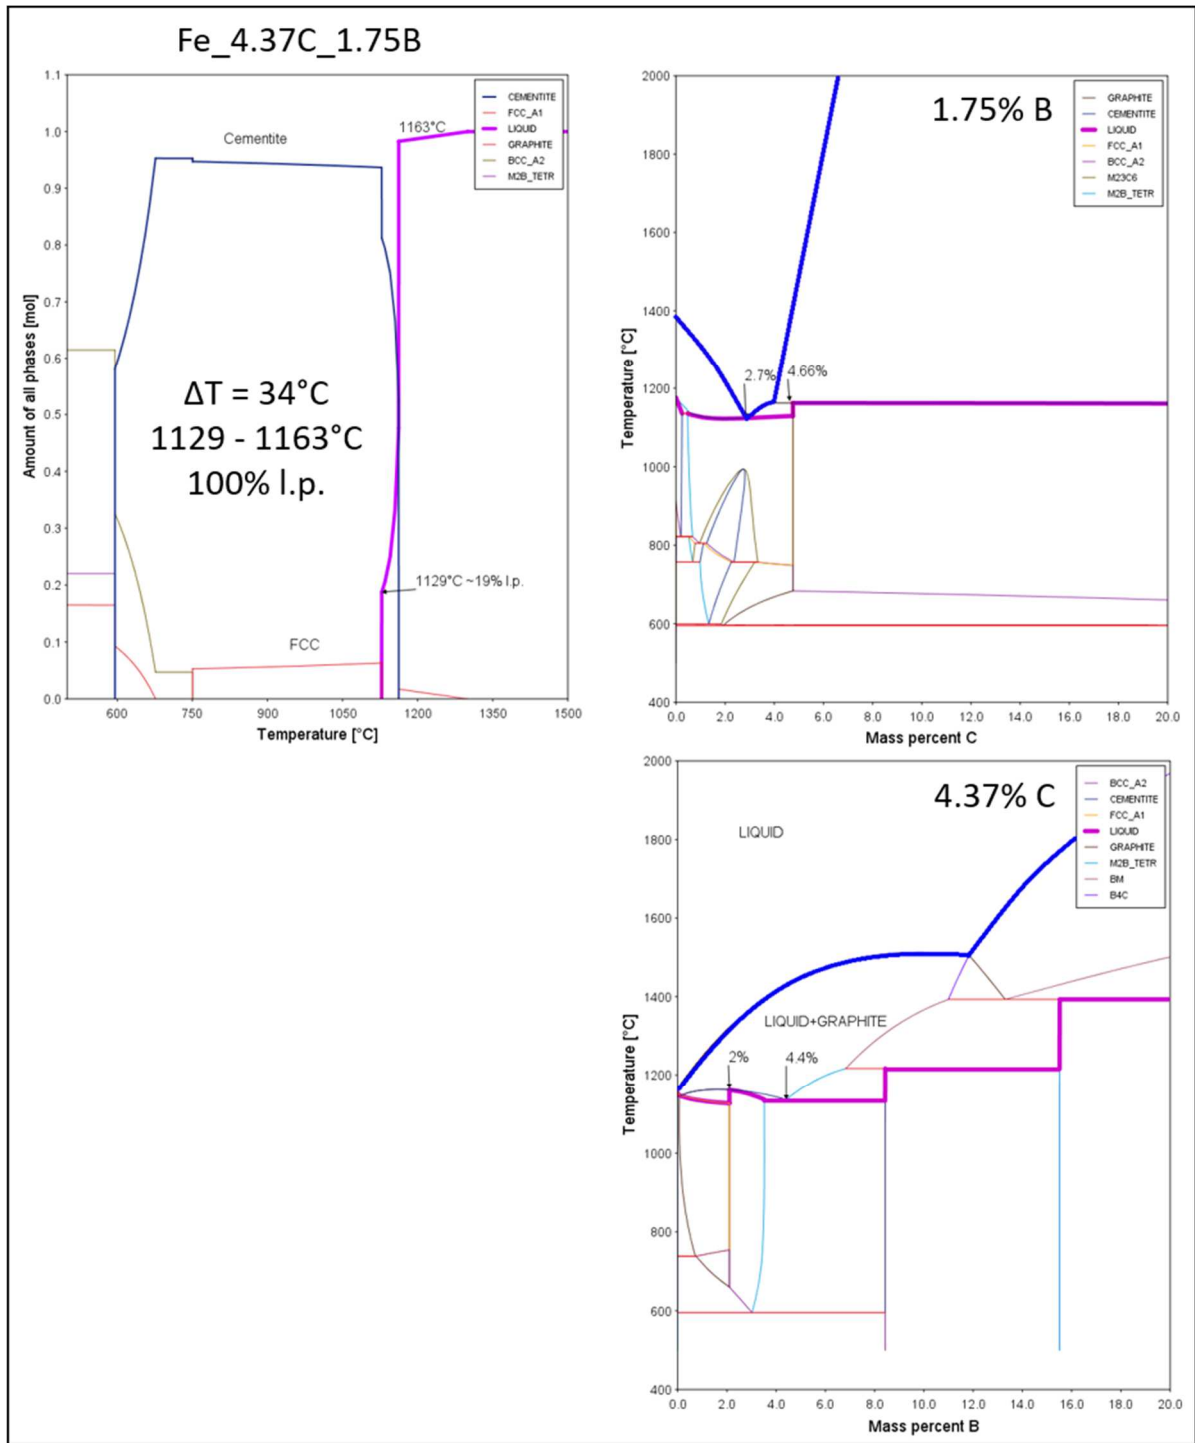 Fe_4.37C_1.75B
1.1
1.0
0.9
0.8
0.7
0.6
0.5
0.4
0.3
0.2
0.1
0.0
Amount of all phases [mol]
600
750
900
1050
1200
1350
1500
Temperature [°C]
Cementite
1163°C
CEMENTITE
FCC_A1
LIQUID
GRAPHITE
BCC_A2
M2B_TETR
ΔT = 34°C
1129 - 1163°C
100% l.p.
1129°C ~19% l.p.
FCC
2000
1800
1600
1400
1200
1000
800
600
400
Temperature [°C]
0.0
2.0
4.0
6.0
8.0
10.0
12.0
14.0
16.0
18.0
20.0
Mass percent C
1.75% B
GRAPHITE
CEMENTITE
LIQUID
FCC_A1
BCC_A2
M23C6
M2B_TETR
2.7%
4.66%
2000
1800
1600
1400
1200
1000
800
600
400
Temperature [°C]
0.0
2.0
4.0
6.0
8.0
10.0
12.0
14.0
16.0
18.0
20.0
Mass percent B
4.37% C
BCC_A2
CEMENTITE
FCC_A1
LIQUID
GRAPHITE
M2B_TETR
BM
B4C
LIQUID
LIQUID+GRAPHITE
2%
4.4%